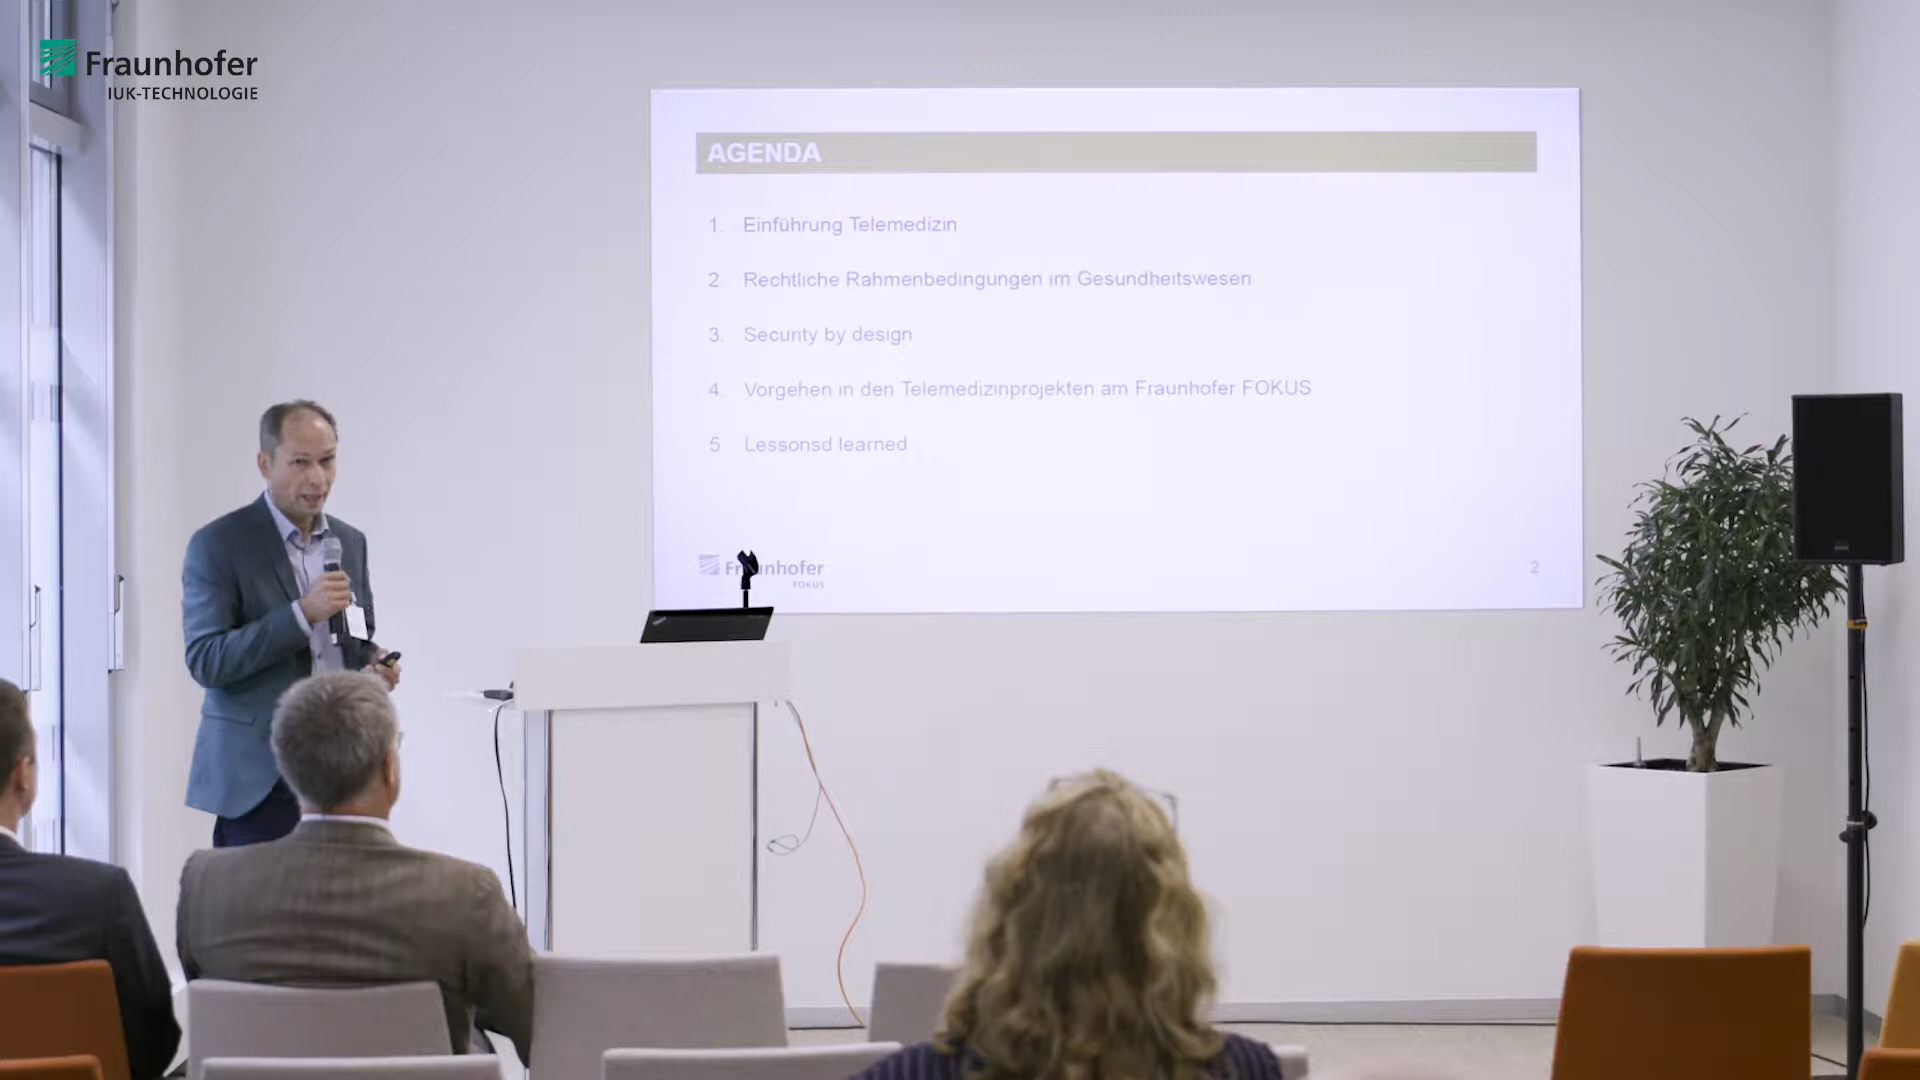 Fraunhofer
IUK-TECHNOLOGIE
AGENDA
1. Einführung Telemedizin
2. Rechtliche Rahmenbedingungen im Gesundheitswesen
3. Security by design
4. Vorgehen in den Telemedizinprojekten am Fraunhofer FOKUS
5 Lessonsd learned
Fraunhofer
FOKUS
2